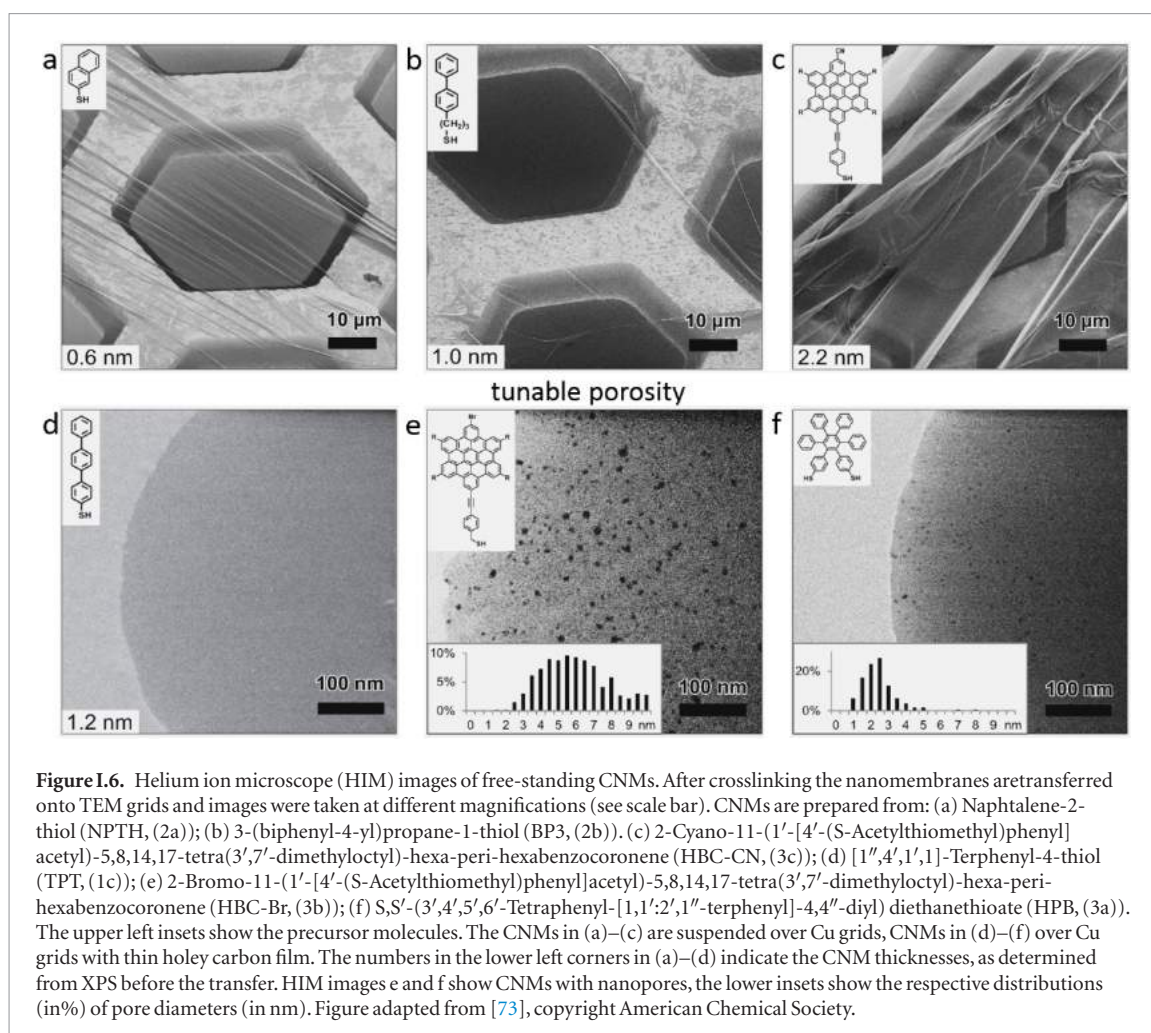 a
SH
0.6 nm
10 µm
b
(CH₂)₃
SH
1.0 nm
10 µm
c
CN
R R
R R
SH
2.2 nm
10 µm
tunable porosity
d
SH
1.2 nm
100 nm
e
Br
R R
R R
SH
10%
5%
0%
0 1 2 3 4 5 6 7 8 9 nm
100 nm
f
HS SH
20%
0%
0 1 2 3 4 5 6 7 8 9 nm
100 nm
Figure I.6. Helium ion microscope (HIM) images of free-standing CNMs. After crosslinking the nanomembranes aretransferred
onto TEM grids and images were taken at different magnifications (see scale bar). CNMs are prepared from: (a) Naphtalene-2-
thiol (NPTH, (2a)); (b) 3-(biphenyl-4-yl)propane-1-thiol (BP3, (2b)). (c) 2-Cyano-11-(1′-[4′-(S-Acetylthiomethyl)phenyl]
acetyl)-5,8,14,17-tetra(3′,7′-dimethyloctyl)-hexa-peri-hexabenzocoronene (HBC-CN, (3c)); (d) [1″,4′,1′,1]-Terphenyl-4-thiol
(TPT, (1c)); (e) 2-Bromo-11-(1′-[4′-(S-Acetylthiomethyl)phenyl]acetyl)-5,8,14,17-tetra(3′,7′-dimethyloctyl)-hexa-peri-
hexabenzocoronene (HBC-Br, (3b)); (f) S,S′-(3′,4′,5′,6′-Tetraphenyl-[1,1′:2′,1″-terphenyl]-4,4″-diyl) diethanethioate (HPB, (3a)).
The upper left insets show the precursor molecules. The CNMs in (a)–(c) are suspended over Cu grids, CNMs in (d)–(f) over Cu
grids with thin holey carbon film. The numbers in the lower left corners in (a)–(d) indicate the CNM thicknesses, as determined
from XPS before the transfer. HIM images e and f show CNMs with nanopores, the lower insets show the respective distributions
(in%) of pore diameters (in nm). Figure adapted from [73], copyright American Chemical Society.